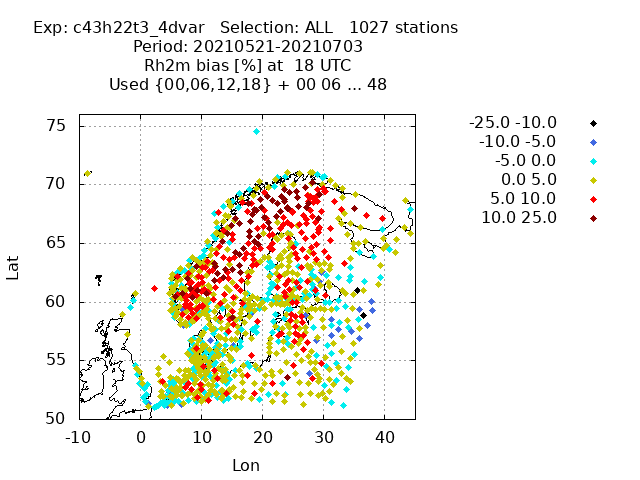 Exp: c43h22t3_4dvar   Selection: ALL   1027 stations
Period: 20210521-20210703
Rh2m bias [%] at  18 UTC
Used {00,06,12,18} + 00 06 ... 48
-25.0 -10.0
-10.0 -5.0
-5.0 0.0
0.0 5.0
5.0 10.0
10.0 25.0
75
70
65
60
55
50
Lat
-10 0 10 20 30 40
Lon